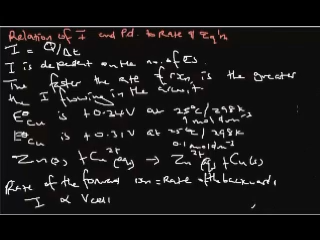 Relation of I and P.d. to Rate of Eq'n
I = Q/Δt
I is dependent on the no. of es
The faster the rate of rxn, is the greater
the I flowing in the circuit
E°Cu is +0.34V at 25°C/298K
1 mol dm⁻³
E°Cu is +0.31V at 25°C/298K
0.1 mol dm⁻³
Zn(s) + Cu²⁺(aq) → Zn²⁺(aq) + Cu(s)
Rate of the forward rxn = Rate of the backward
I ∝ Vcell